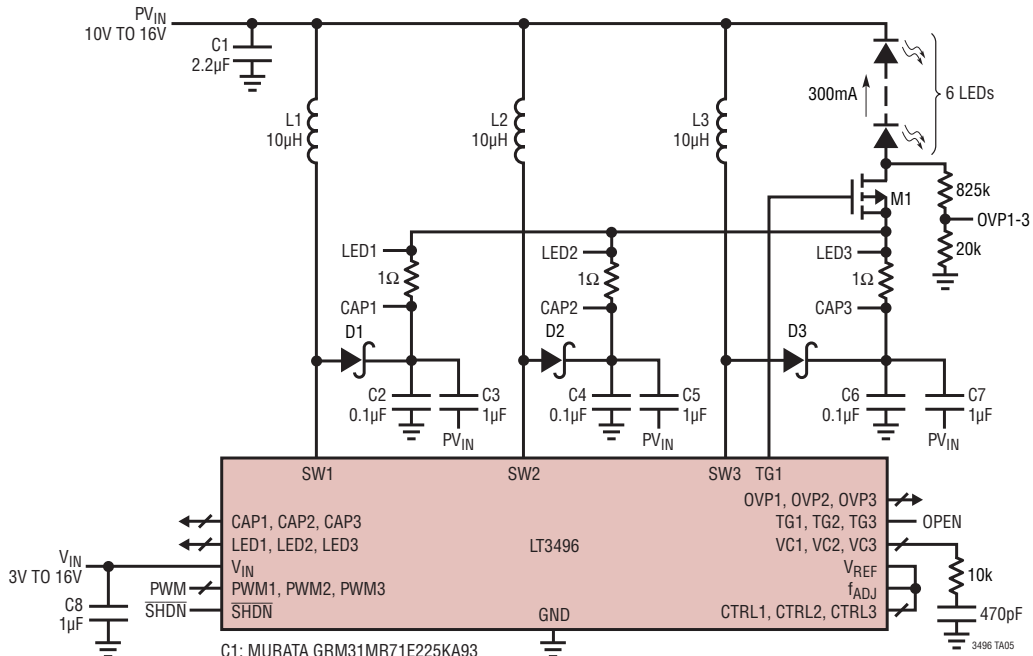 PVIN
10V TO 16V
C1
2.2µF
L1
10µH
L2
10µH
L3
10µH
300mA
6 LEDs
M1
825k
OVP1-3
20k
LED1
1Ω
CAP1
LED2
1Ω
CAP2
LED3
1Ω
CAP3
D1
D2
D3
C2
0.1µF
C3
1µF
PVIN
C4
0.1µF
C5
1µF
PVIN
C6
0.1µF
C7
1µF
PVIN
SW1
SW2
SW3
TG1
OVP1, OVP2, OVP3
CAP1, CAP2, CAP3
TG1, TG2, TG3
OPEN
LED1, LED2, LED3
LT3496
VC1, VC2, VC3
VIN
3V TO 16V
VIN
VREF
10k
PWM
PWM1, PWM2, PWM3
fADJ
C8
1µF
SHDN
SHDN
GND
CTRL1, CTRL2, CTRL3
470pF
3496 TA05
C1: MURATA GRM31MR71E225KA93